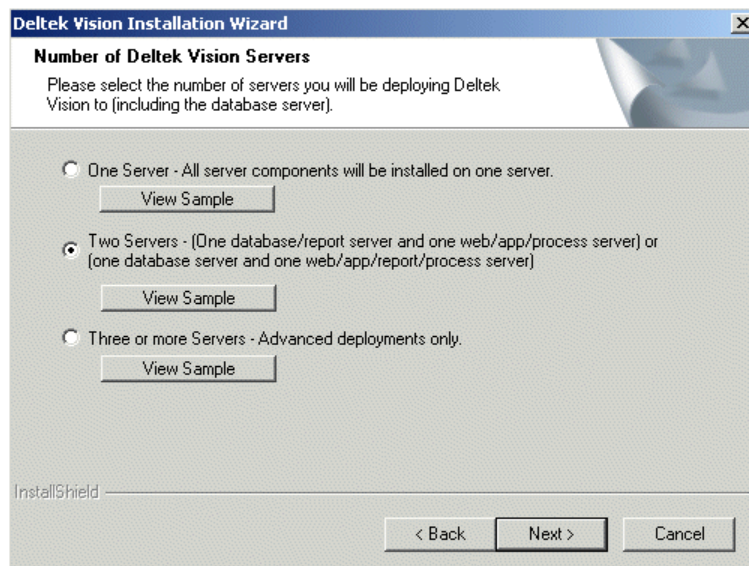 Deltek Vision Installation Wizard
Number of Deltek Vision Servers
Please select the number of servers you will be deploying Deltek
Vision to (including the database server).
One Server - All server components will be installed on one server.
View Sample
Two Servers - (One database/report server and one web/app/process server) or
(one database server and one web/app/report/process server)
View Sample
Three or more Servers - Advanced deployments only.
View Sample
InstallShield
< Back
Next >
Cancel